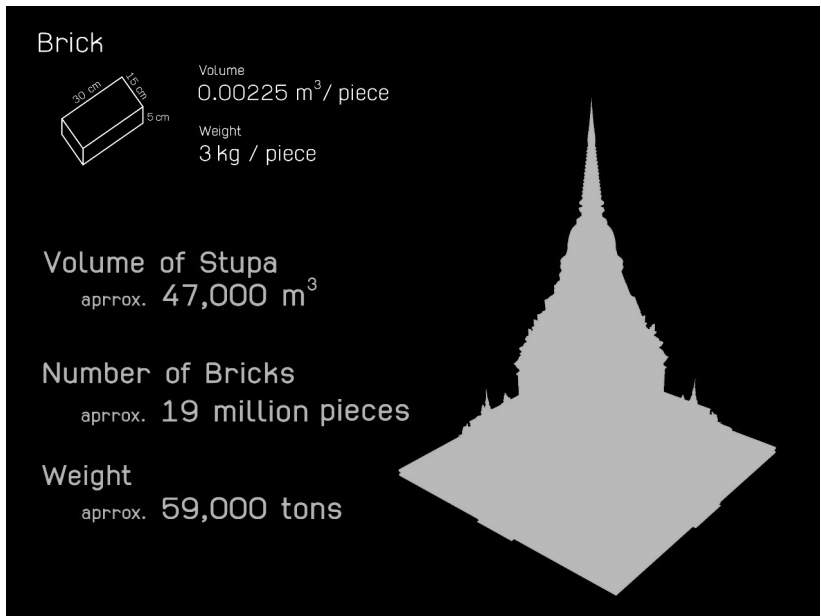 Brick
30 cm
15 cm
5 cm
Volume
0.00225 m³/ piece
Weight
3 kg / piece
Volume of Stupa
aprrox. 47,000 m³
Number of Bricks
aprrox. 19 million pieces
Weight
aprrox. 59,000 tons